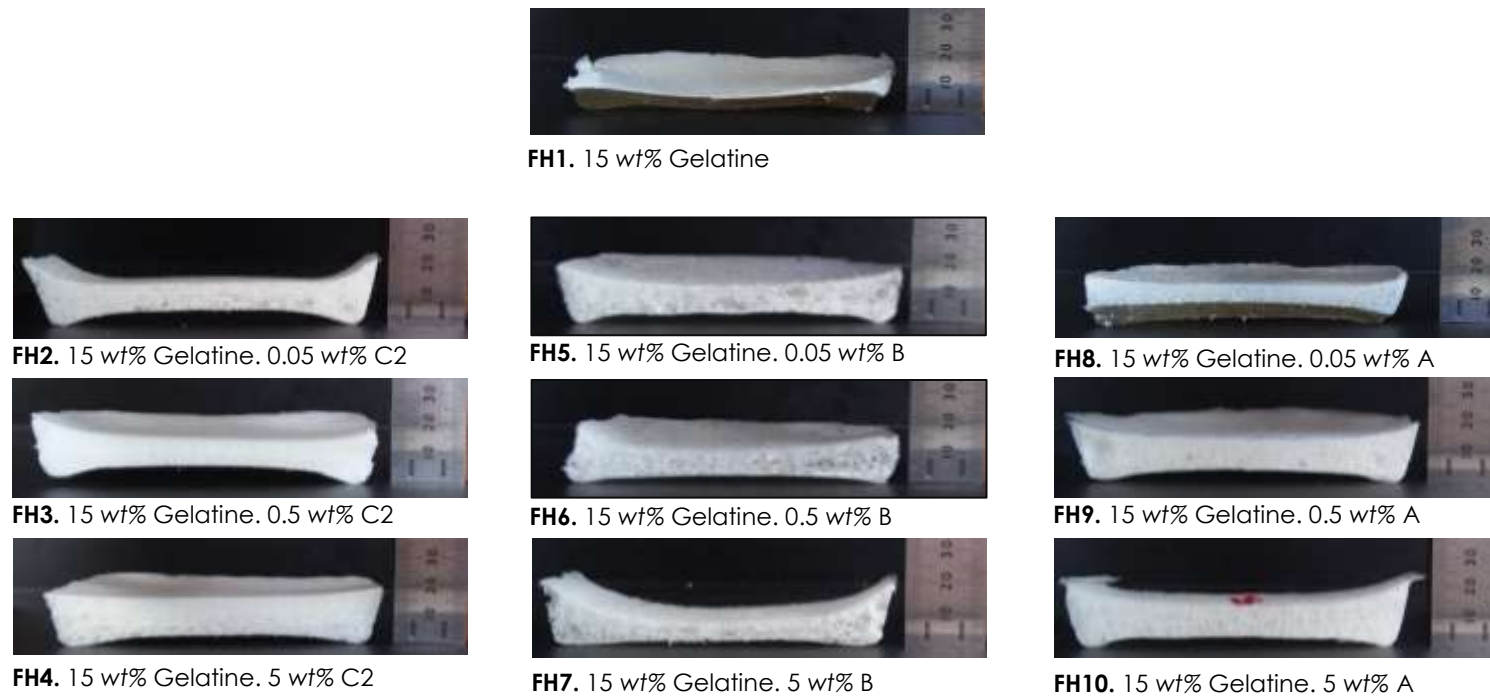 FH1. 15 wt% Gelatine
FH2. 15 wt% Gelatine. 0.05 wt% C2
FH5. 15 wt% Gelatine. 0.05 wt% B
FH8. 15 wt% Gelatine. 0.05 wt% A
FH3. 15 wt% Gelatine. 0.5 wt% C2
FH6. 15 wt% Gelatine. 0.5 wt% B
FH9. 15 wt% Gelatine. 0.5 wt% A
FH4. 15 wt% Gelatine. 5 wt% C2
FH7. 15 wt% Gelatine. 5 wt% B
FH10. 15 wt% Gelatine. 5 wt% A